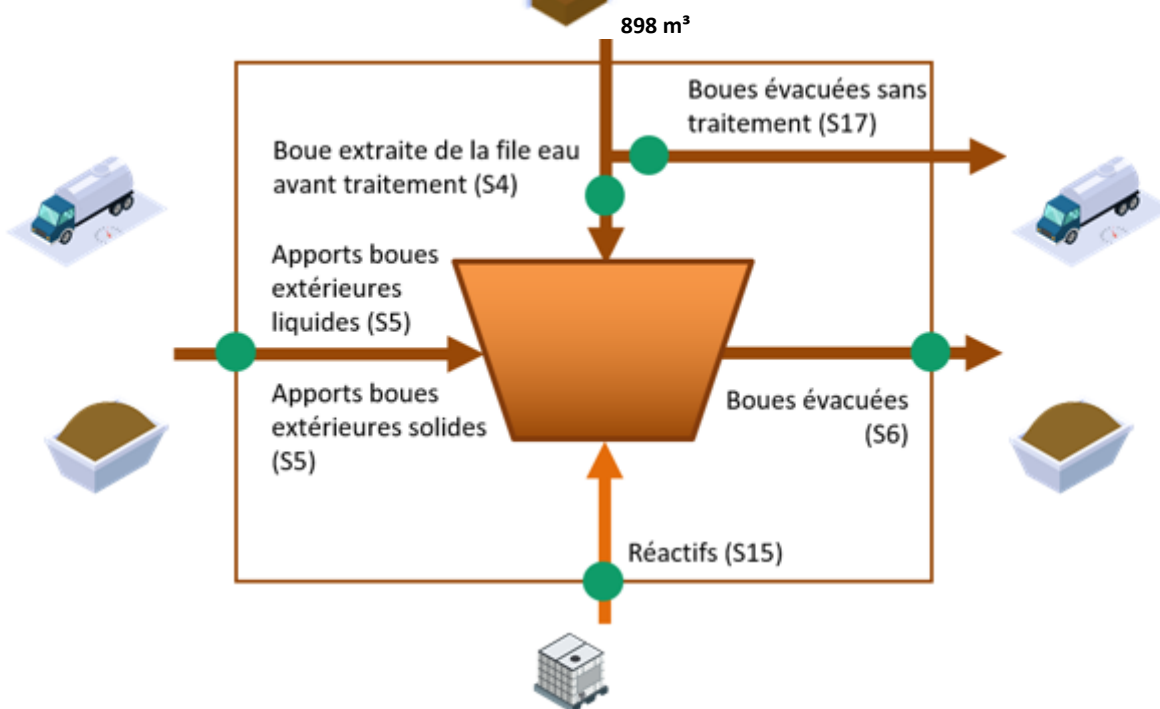 898 m³
Boues évacuées sans
traitement (S17)
Boue extraite de la file eau
avant traitement (S4)
Apports boues
extérieures
liquides (S5)
Apports boues
extérieures solides
(S5)
Boues évacuées
(S6)
Réactifs (S15)